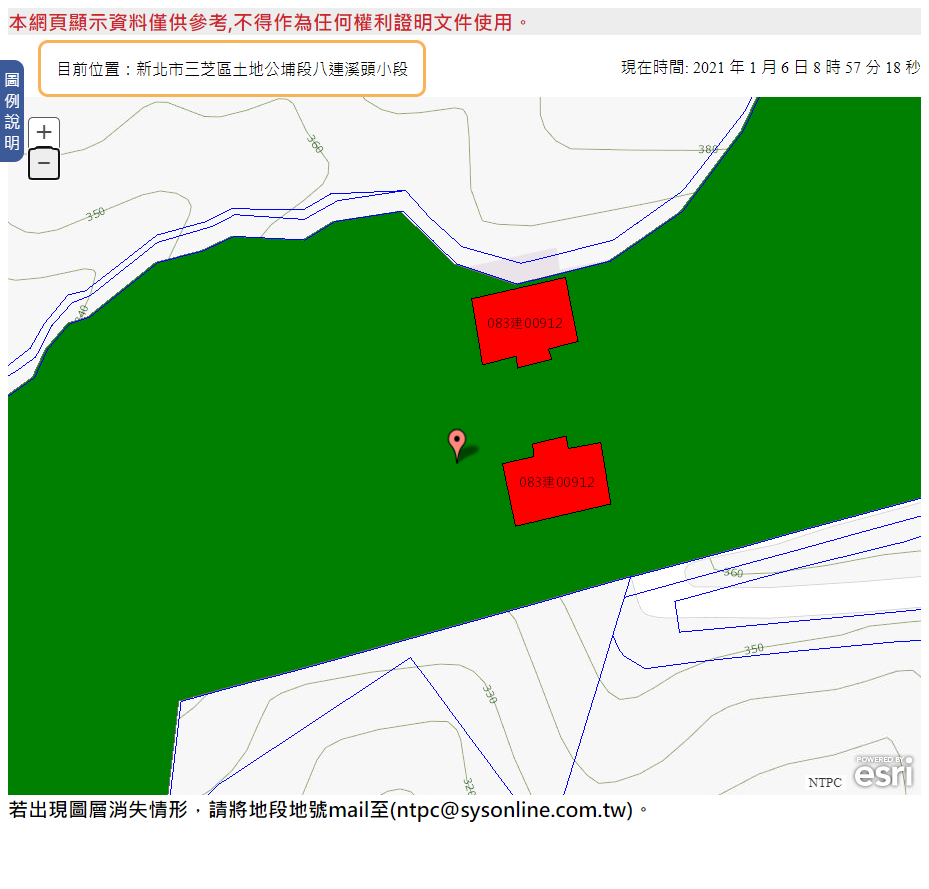 本網頁顯示資料僅供參考,不得作為任何權利證明文件使用。
目前位置：新北市三芝區土地公埔段八連溪頭小段
現在時間: 2021 年 1 月 6 日 8 時 57 分 18 秒
圖例說明
+
−
360
380
350
340
083建00912
083建00912
360
350
330
320
NTPC
POWERED BY
esri
若出現圖層消失情形，請將地段地號mail至(ntpc@sysonline.com.tw)。